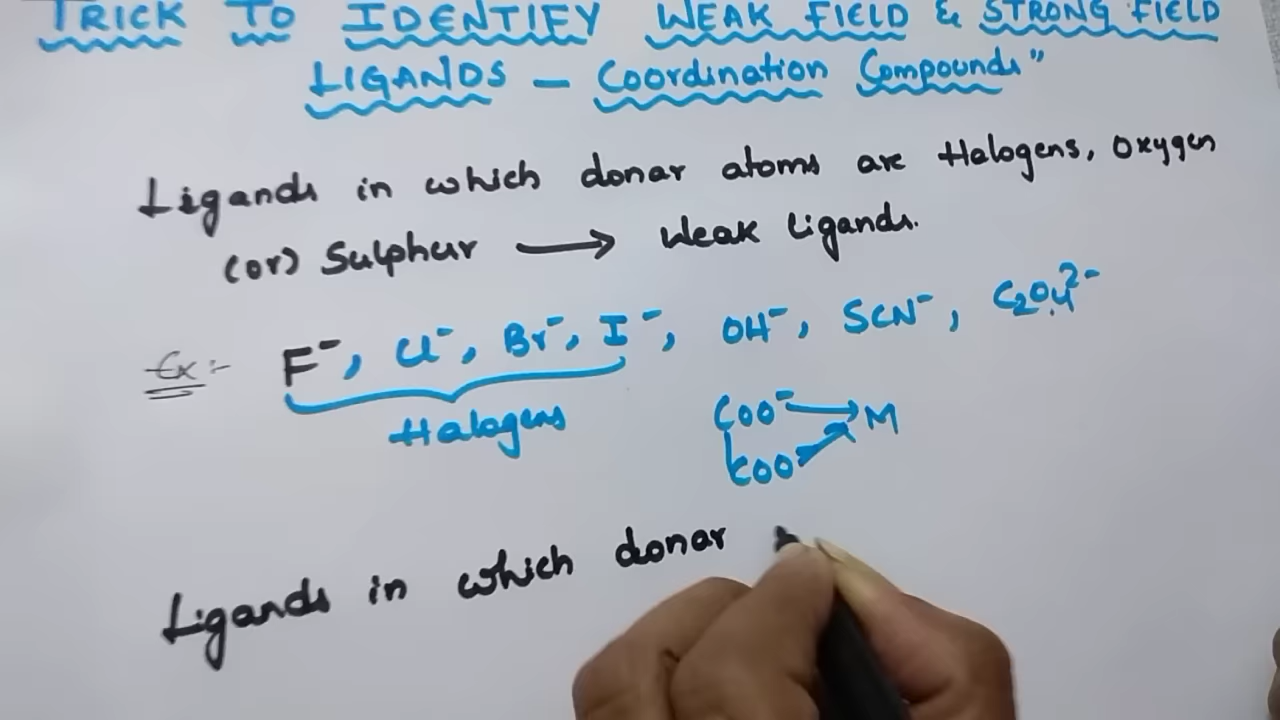 TRICK TO IDENTIFY WEAK FIELD & STRONG FIELD
LIGANDS – Coordination Compounds"
Ligands in which donar atoms are Halogens, Oxygen
(or) Sulphur ⟶ Weak Ligands.
Ex:- F⁻, Cl⁻, Br⁻, I⁻, OH⁻, SCN⁻, C₂O₄²⁻
Halogens
COO⁻ → M
COO
Ligands in which donar